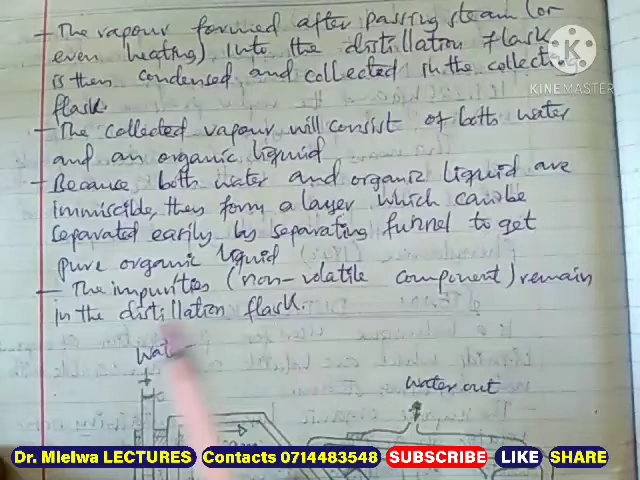 - The vapour formed after passing steam (or
even heating) into the distillation flask
is then condensed and collected in the collecting
flask.
- The collected vapour will consist of both water
and an organic liquid
- Because both water and organic liquid are
immiscible, they form a layer which can be
separated easily by separating funnel to get
pure organic liquid
- The impurities (non-volatile component) remain
in the distillation flask.
Water out
KINEMASTER
Dr. Mlelwa LECTURES Contacts 0714483548 SUBSCRIBE LIKE SHARE